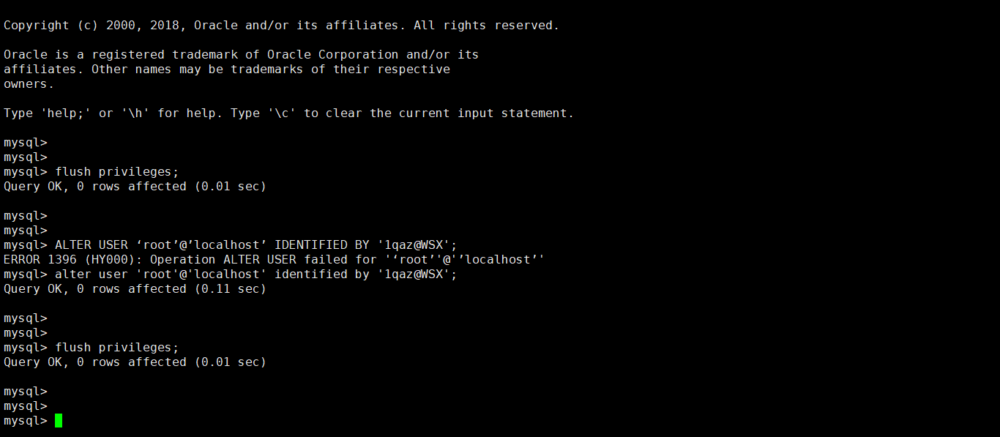 Copyright (c) 2000, 2018, Oracle and/or its affiliates. All rights reserved.
Oracle is a registered trademark of Oracle Corporation and/or its
affiliates. Other names may be trademarks of their respective
owners.
Type 'help;' or '\h' for help. Type '\c' to clear the current input statement.
mysql>
mysql>
mysql> flush privileges;
Query OK, 0 rows affected (0.01 sec)
mysql>
mysql>
mysql> ALTER USER ‘root’@’localhost’ IDENTIFIED BY '1qaz@WSX';
ERROR 1396 (HY000): Operation ALTER USER failed for '‘root’'@'’localhost’'
mysql> alter user 'root'@'localhost' identified by '1qaz@WSX';
Query OK, 0 rows affected (0.11 sec)
mysql>
mysql>
mysql> flush privileges;
Query OK, 0 rows affected (0.01 sec)
mysql>
mysql>
mysql>